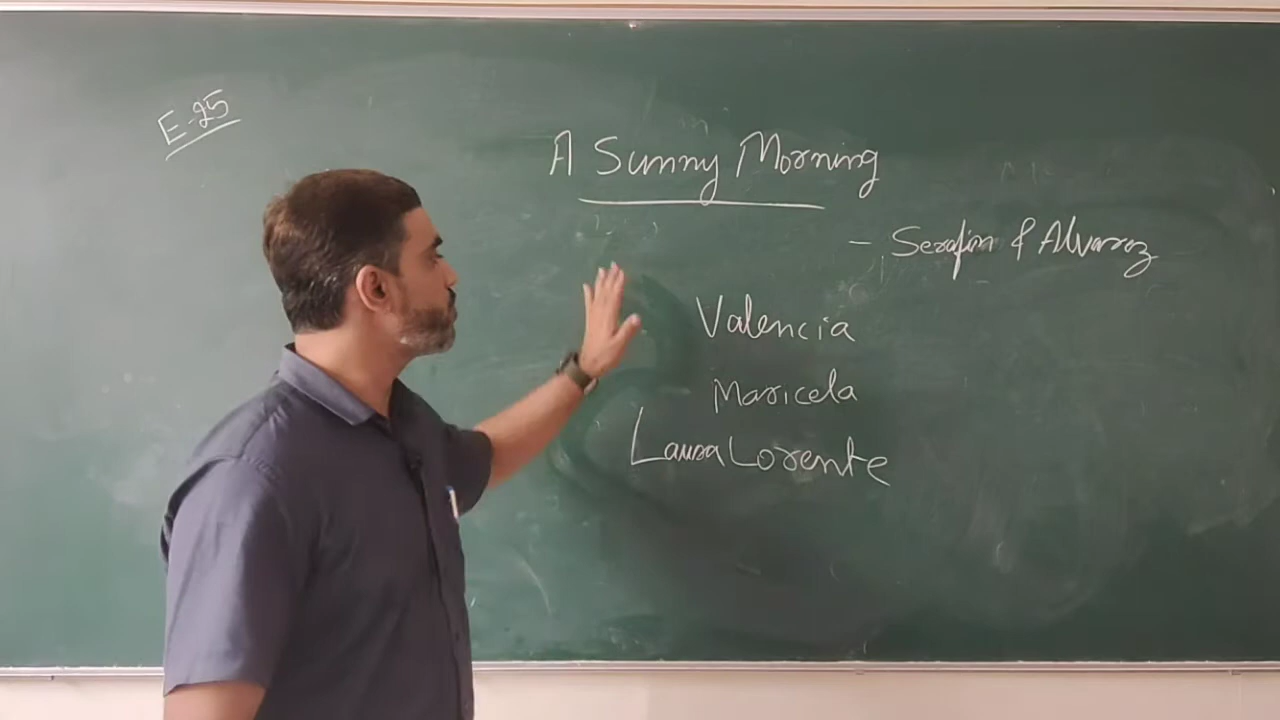 E-25
A Sunny Morning
- Serafin & Alvarez
Valencia
Maricela
Laura Lorente